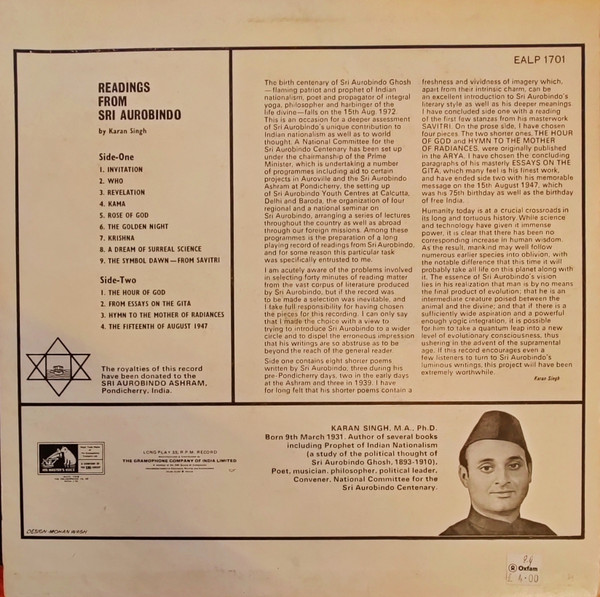 EALP 1701
READINGS
FROM
SRI AUROBINDO
by Karan Singh
Side-One
1. INVITATION
2. WHO
3. REVELATION
4. KAMA
5. ROSE OF GOD
6. THE GOLDEN NIGHT
7. KRISHNA
8. A DREAM OF SURREAL SCIENCE
9. THE SYMBOL DAWN—FROM SAVITRI
Side-Two
1. THE HOUR OF GOD
2. FROM ESSAYS ON THE GITA
3. HYMN TO THE MOTHER OF RADIANCES
4. THE FIFTEENTH OF AUGUST 1947
The royalties of this record
have been donated to the
SRI AUROBINDO ASHRAM,
Pondicherry, India.
The birth centenary of Sri Aurobindo Ghosh
—flaming patriot and prophet of Indian
nationalism, poet and propagator of integral
yoga, philosopher and harbinger of the
life divine—falls on the 15th Aug. 1972.
This is an occasion for a deeper assessment
of Sri Aurobindo's unique contribution to
Indian nationalism as well as to world
thought. A National Committee for the
Sri Aurobindo Centenary has been set up
under the chairmanship of the Prime
Minister, which is undertaking a number
of programmes including aid to certain
projects in Auroville and the Sri Aurobindo
Ashram at Pondicherry, the setting up
of Sri Aurobindo Youth Centres at Calcutta,
Delhi and Baroda, the organization of four
regional and a national seminar on
Sri Aurobindo, arranging a series of lectures
throughout the country as well as abroad
through our foreign missions. Among these
programmes is the preparation of a long
playing record of readings from Sri Aurobindo,
and for some reason this particular task
was specifically entrusted to me.
I am acutely aware of the problems involved
in selecting forty minutes of reading matter
from the vast corpus of literature produced
by Sri Aurobindo, but if the record was
to be made a selection was inevitable, and
I take full responsibility for having chosen
the pieces for this recording. I can only say
that I made the choice with a view to
trying to introduce Sri Aurobindo to a wider
circle and to dispel the erroneous impression
that his writings are so abstruse as to be
beyond the reach of the general reader.
Side one contains eight shorter poems
written by Sri Aurobindo, three during his
pre-Pondicherry days, two in the early days
at the Ashram and three in 1939. I have
for long felt that his shorter poems contain a
freshness and vividness of imagery which,
apart from their intrinsic charm, can be
an excellent introduction to Sri Aurobindo's
literary style as well as his deeper meanings.
I have concluded side one with a reading
of the first few stanzas from his masterwork
SAVITRI. On the prose side, I have chosen
four pieces. The two shorter ones, THE HOUR
OF GOD and HYMN TO THE MOTHER
OF RADIANCES, were originally published
in the ARYA. I have chosen the concluding
paragraphs of his masterly ESSAYS ON THE
GITA, which many feel is his finest work,
and have ended side two with his memorable
message on the 15th August 1947, which
was his 75th birthday as well as the birthday
of free India.
Humanity today is at a crucial crossroads in
its long and tortuous history. While science
and technology have given it immense
power, it is clear that there has been no
corresponding increase in human wisdom.
As the result, mankind may well follow
numerous earlier species into oblivion, with
the notable difference that this time it will
probably take all life on this planet along with
it. The essence of Sri Aurobindo's vision
lies in his realization that man is by no means
the final product of evolution; that he is an
intermediate creature poised between the
animal and the divine; and that if there is a
sufficiently wide aspiration and a powerful
enough yogic integration, it is possible
for him to take a quantum leap into a new
level of evolutionary consciousness, thus
ushering in the advent of the supramental
age. If this record encourages even a
few listeners to turn to Sri Aurobindo's
luminous writings, this project will have been
extremely worthwhile.
Karan Singh
KARAN SINGH, M.A., Ph.D.
Born 9th March 1931. Author of several books
including Prophet of Indian Nationalism
(a study of the political thought of
Sri Aurobindo Ghosh, 1893-1910).
Poet, musician, philosopher, political leader.
Convener, National Committee for the
Sri Aurobindo Centenary.
HIS MASTER'S VOICE
LONG PLAY 33⅓ R.P.M. RECORD
THE GRAMOPHONE COMPANY OF INDIA LIMITED
DESIGN MOHAN
Oxfam
£ 4-00